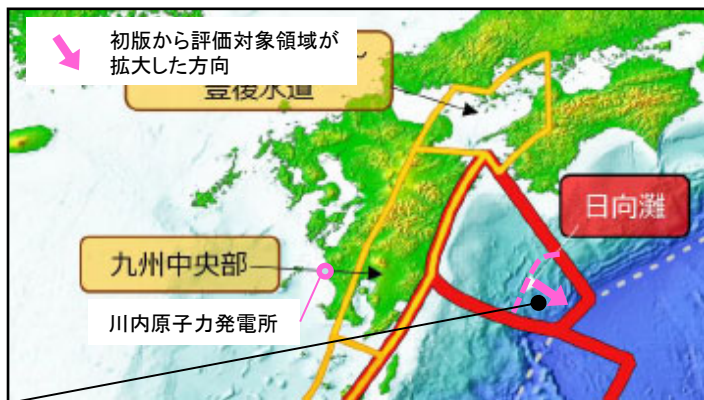 初版から評価対象領域が
拡大した方向
～
豊後水道
日向灘
九州中央部
川内原子力発電所